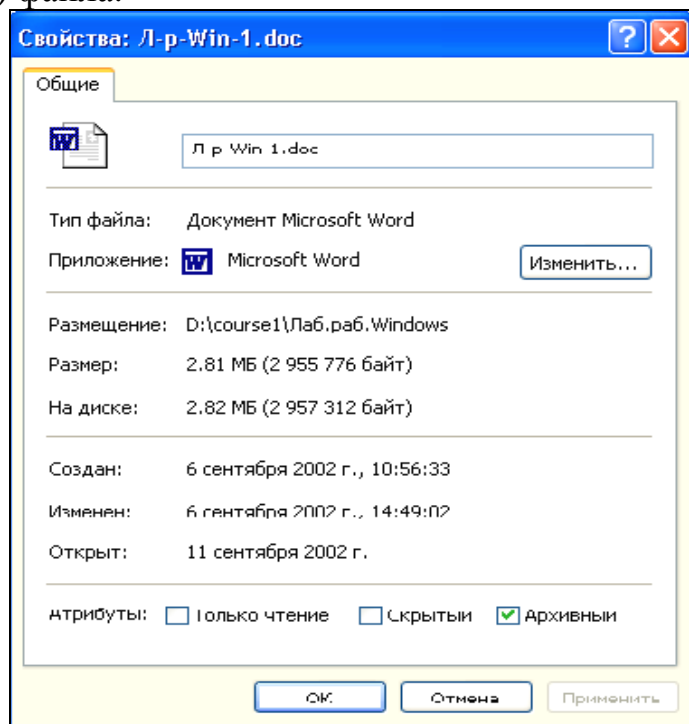 файла.
Свойства: Л-р-Win-1.doc
Общие
Л-р-Win-1.doc
Тип файла: Документ Microsoft Word
Приложение: Microsoft Word Изменить...
Размещение: D:\course1\Лаб.раб.Windows
Размер: 2.81 МБ (2 955 776 байт)
На диске: 2.82 МБ (2 957 312 байт)
Создан: 6 сентября 2002 г., 10:56:33
Изменен: 6 сентября 2002 г., 14:49:02
Открыт: 11 сентября 2002 г.
Атрибуты: Только чтение Скрытый Архивный
ОК Отмена Применить